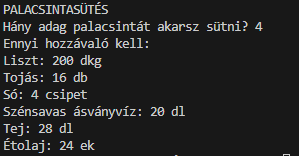 PALACSINTASÜTÉS
Hány adag palacsintát akarsz sütni? 4
Ennyi hozzávaló kell:
Liszt: 200 dkg
Tojás: 16 db
Só: 4 csipet
Szénsavas ásványvíz: 20 dl
Tej: 28 dl
Étolaj: 24 ek